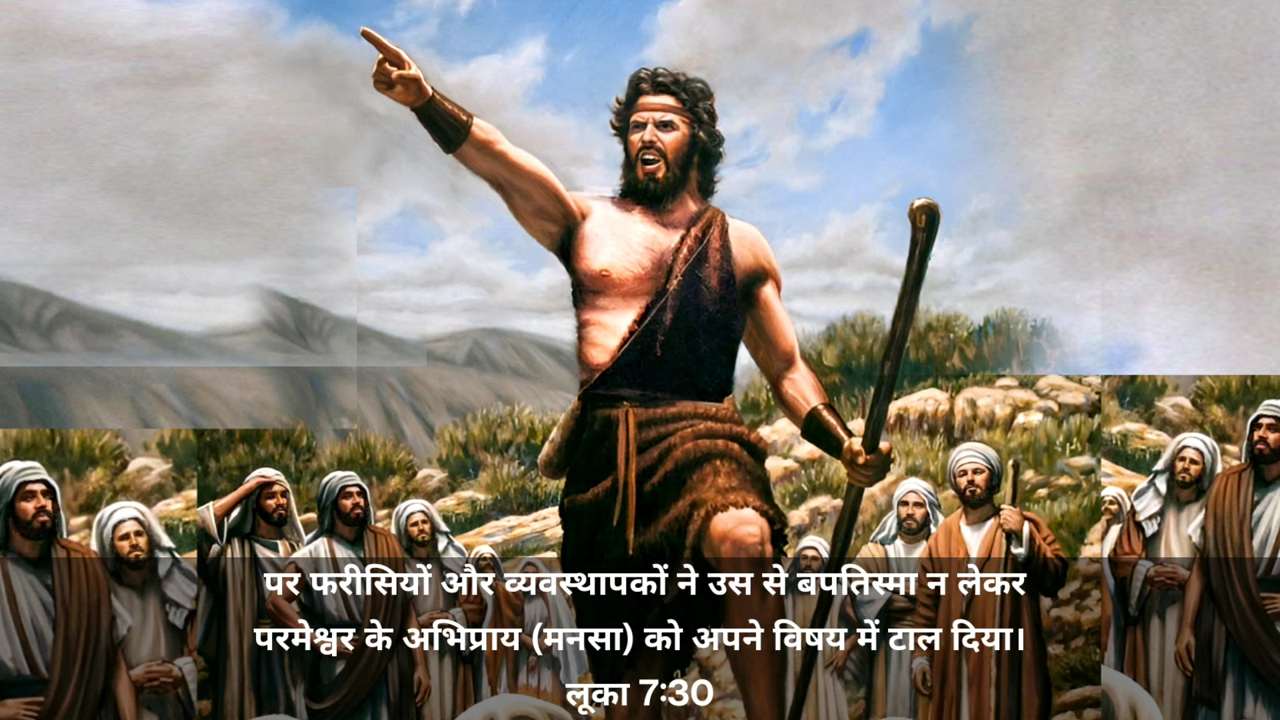 पर फरीसियों और व्यवस्थापकों ने उस से बपतिस्मा न लेकर
परमेश्वर के अभिप्राय (मनसा) को अपने विषय में टाल दिया।
लूका 7:30